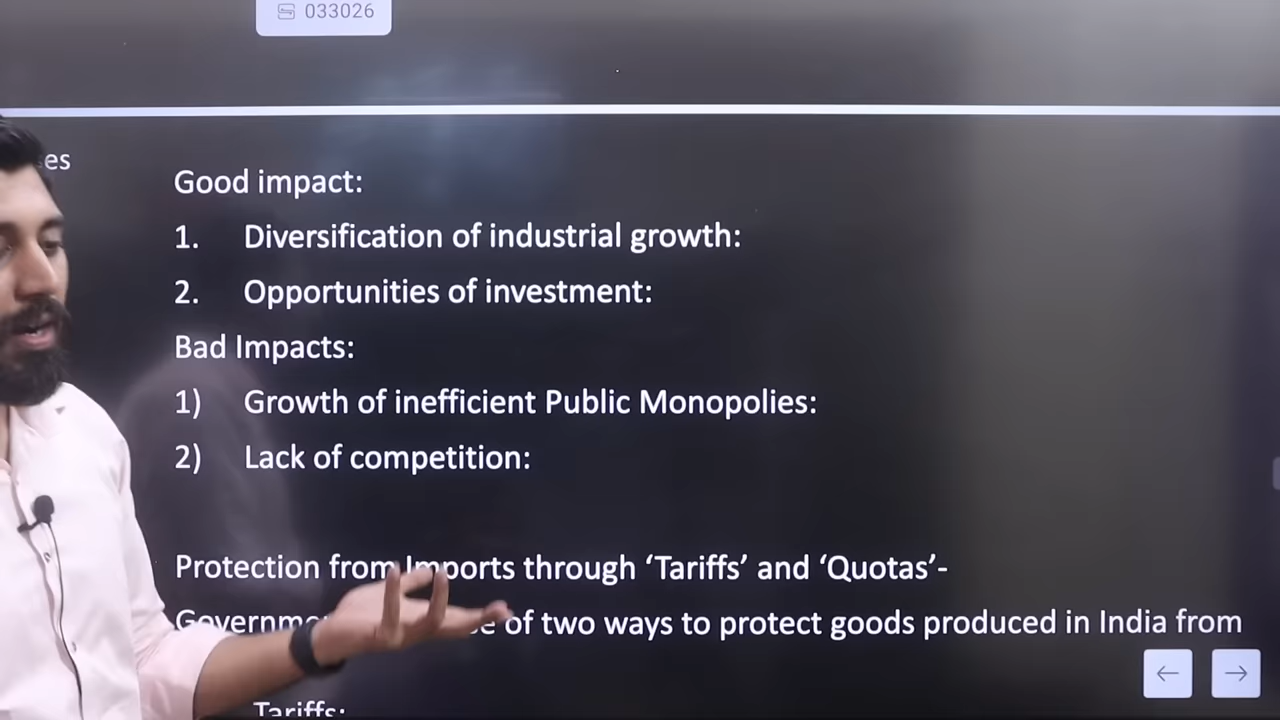 033026
es
Good impact:
1. Diversification of industrial growth:
2. Opportunities of investment:
Bad Impacts:
1) Growth of inefficient Public Monopolies:
2) Lack of competition:
Protection from Imports through ‘Tariffs’ and ‘Quotas’-
of two ways to protect goods produced in India from
Tariffs: